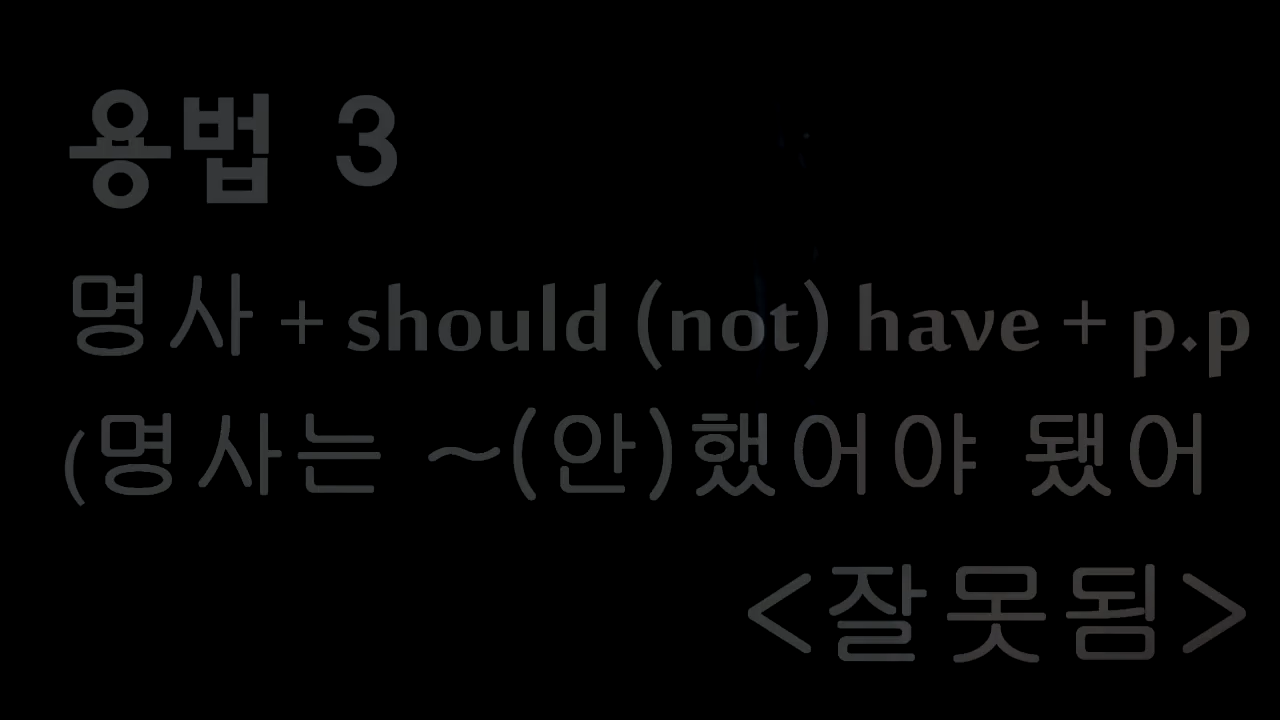 용법 3
명사 + should (not) have + p.p
(명사는 ~(안)했어야 됐어
<잘못됨>